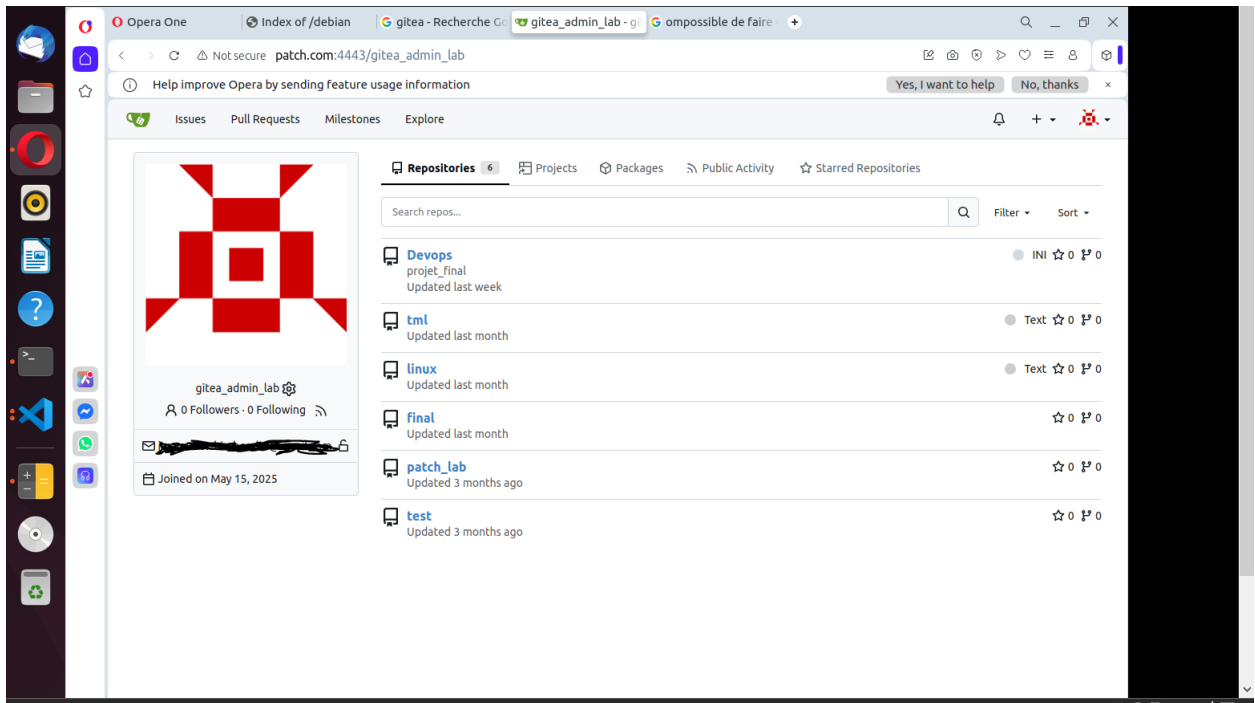 Opera One
Index of /debian
gitea - Recherche Go
gitea_admin_lab - gi
ompossible de faire
Not secure patch.com:4443/gitea_admin_lab
Help improve Opera by sending feature usage information
Yes, I want to help
No, thanks
Issues Pull Requests Milestones Explore
Repositories 6 Projects Packages Public Activity Starred Repositories
Search repos...
Filter
Sort
Devops
INI 0 0
projet_final
Updated last week
tml
Text 0 0
Updated last month
linux
Text 0 0
Updated last month
final
0 0
Updated last month
patch_lab
0 0
Updated 3 months ago
test
0 0
Updated 3 months ago
gitea_admin_lab
0 Followers · 0 Following
Joined on May 15, 2025